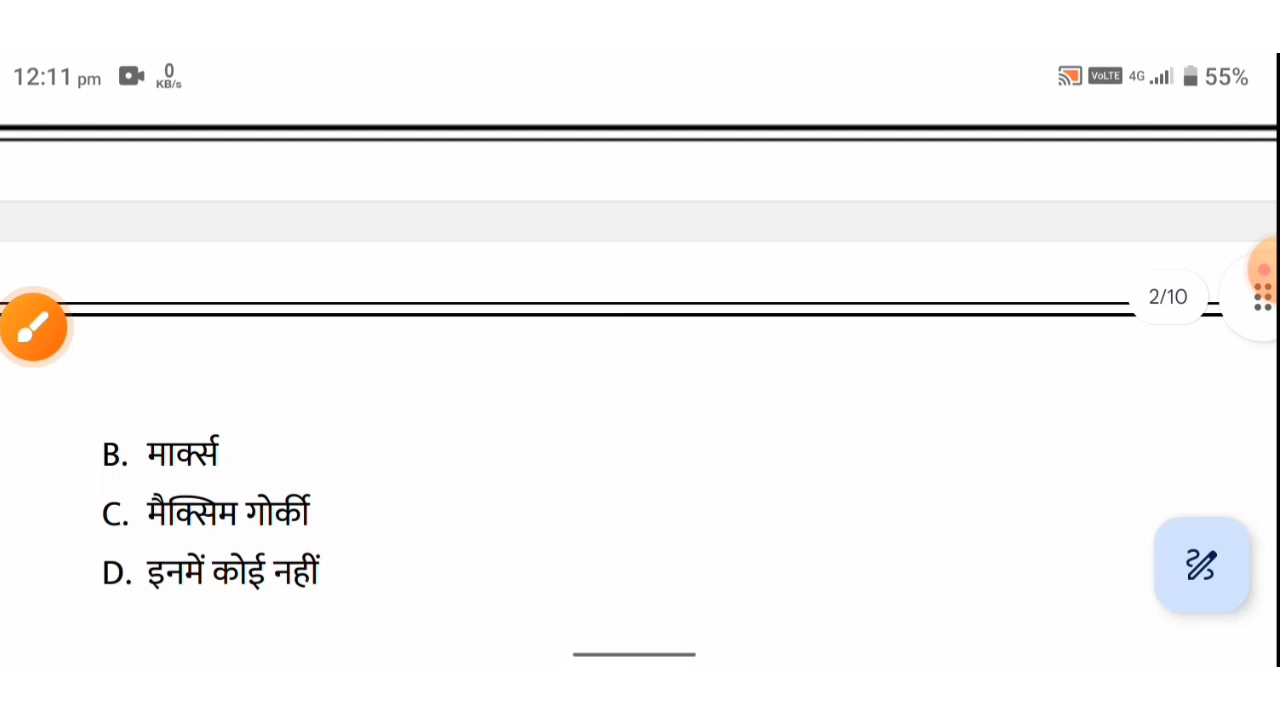 12:11 pm 0 KB/s VoLTE 4G 55%
2/10
B. मार्क्स
C. मैक्सिम गोर्की
D. इनमें कोई नहीं